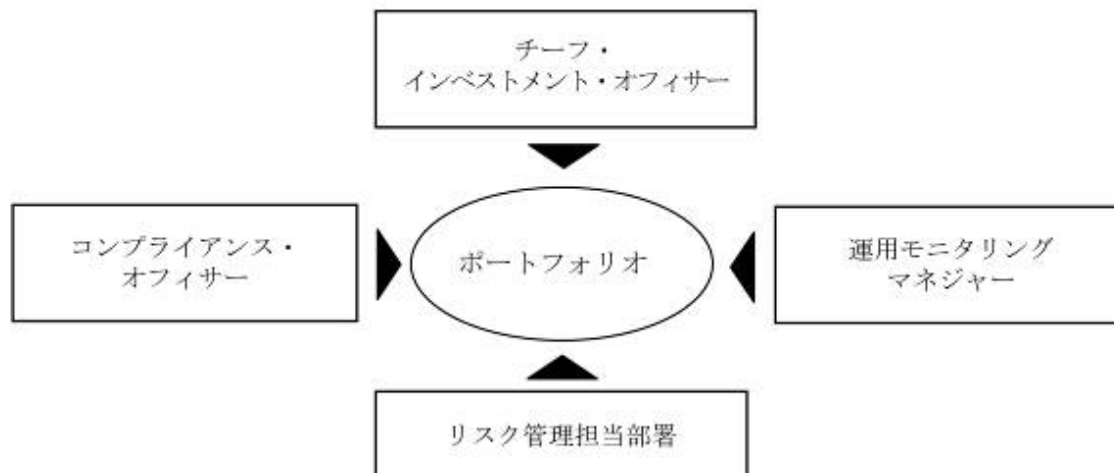 チーフ・
インベストメント・オフィサー
コンプライアンス・
オフィサー
ポートフォリオ
運用モニタリング
マネジャー
リスク管理担当部署